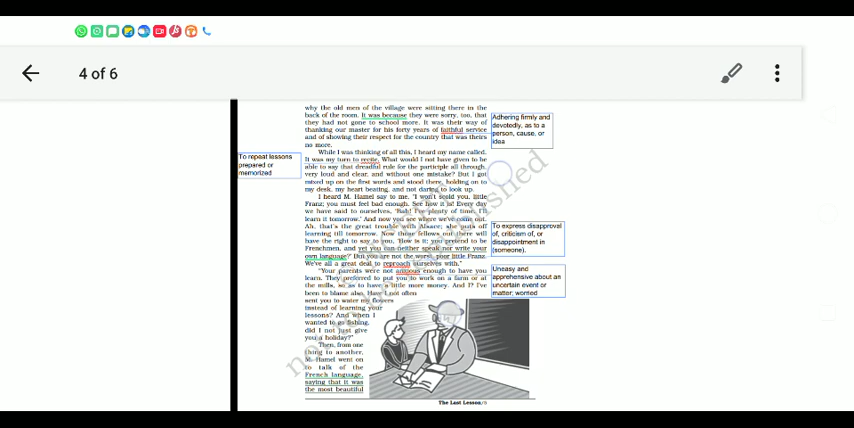 4 of 6
why the old men of the village were sitting there in the
back of the room. It was because they were sorry, too, that
they had not gone to school more. It was their way of
thanking our master for his forty years of faithful service
and of showing their respect for the country that was theirs
no more.
While I was thinking of all this, I heard my name called.
It was my turn to recite. What would I not have given to be
able to say that dreadful rule for the participle all through,
very loud and clear, and without one mistake? But I got
mixed up on the first words and stood there, holding on to
my desk, my heart beating, and not daring to look up.
I heard M. Hamel say to me, “I won't scold you, little
Franz; you must feel bad enough. See how it is! Every day
we have said to ourselves, ‘Bah! I've plenty of time. I'll
learn it tomorrow.’ And now you see where we've come out.
Ah, that's the great trouble with Alsace; she puts off
learning till tomorrow. Now those fellows out there will
have the right to say to you, ‘How is it; you pretend to be
Frenchmen, and yet you can neither speak nor write your
own language?’ But you are not the worst, poor little Franz.
We've all a great deal to reproach ourselves with.”
“Your parents were not anxious enough to have you
learn. They preferred to put you to work on a farm or at
the mills, so as to have a little more money. And I? I've
been to blame also. Have I not often
sent you to water my flowers
instead of learning your
lessons? And when I
wanted to go fishing,
did I not just give
you a holiday?”
Then, from one
thing to another,
M. Hamel went on
to talk of the
French language,
saying that it was
the most beautiful
Adhering firmly and
devotedly, as to a
person, cause, or
idea
To repeat lessons
prepared or
memorized
To express disapproval
of, criticism of, or
disappointment in
(someone).
Uneasy and
apprehensive about an
uncertain event or
matter; worried
The Last Lesson/5